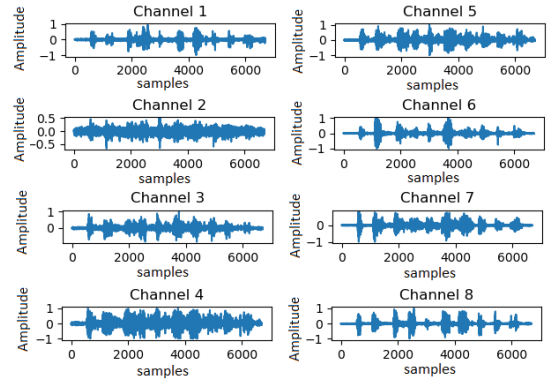 Channel 1
Amplitude
1
0
−1
0
2000
4000
6000
samples
Channel 5
Amplitude
1
0
−1
0
2000
4000
6000
samples
Channel 2
Amplitude
0.5
0.0
−0.5
0
2000
4000
6000
samples
Channel 6
Amplitude
1
0
−1
0
2000
4000
6000
samples
Channel 3
Amplitude
1
0
0
2000
4000
6000
samples
Channel 7
Amplitude
0
−1
0
2000
4000
6000
samples
Channel 4
Amplitude
1
0
−1
0
2000
4000
6000
samples
Channel 8
Amplitude
1
0
−1
0
2000
4000
6000
samples